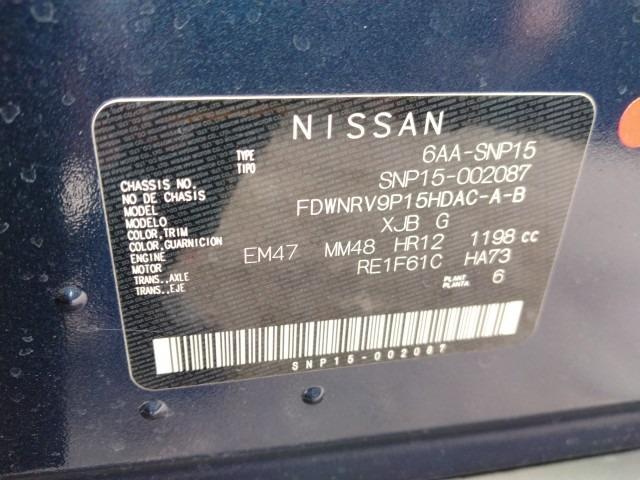 NISSAN
TYPE
TIPO 6AA-SNP15
CHASSIS NO.
NO DE CHASIS SNP15-002087
MODEL
MODELO FDWNRV9P15HDAC-A-B
COLOR, TRIM
COLOR, GUARNICION XJB G
ENGINE
MOTOR EM47 MM48 HR12 1198 cc
TRANS., AXLE
TRANS., EJE RE1F61C HA73
PLANT
PLANTA 6
SNP15-002087